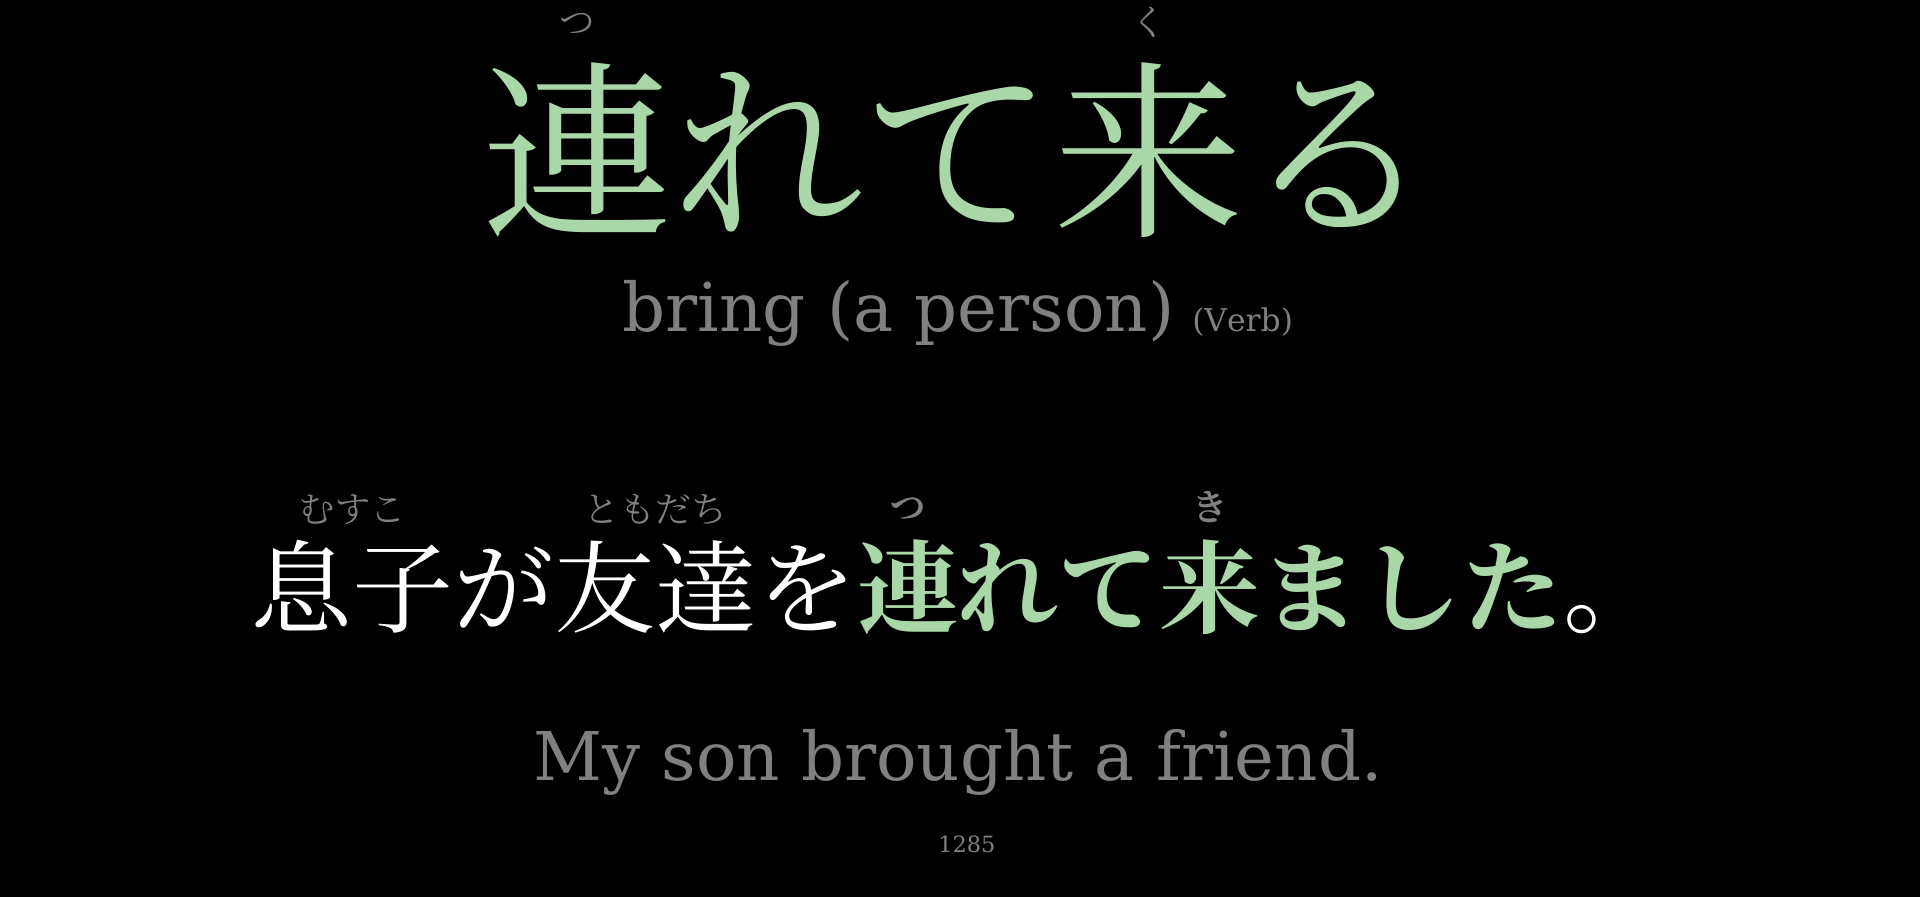 つ く
連れて来る
bring (a person) (Verb)
むすこ ともだち つ き
息子が友達を連れて来ました。
My son brought a friend.
1285